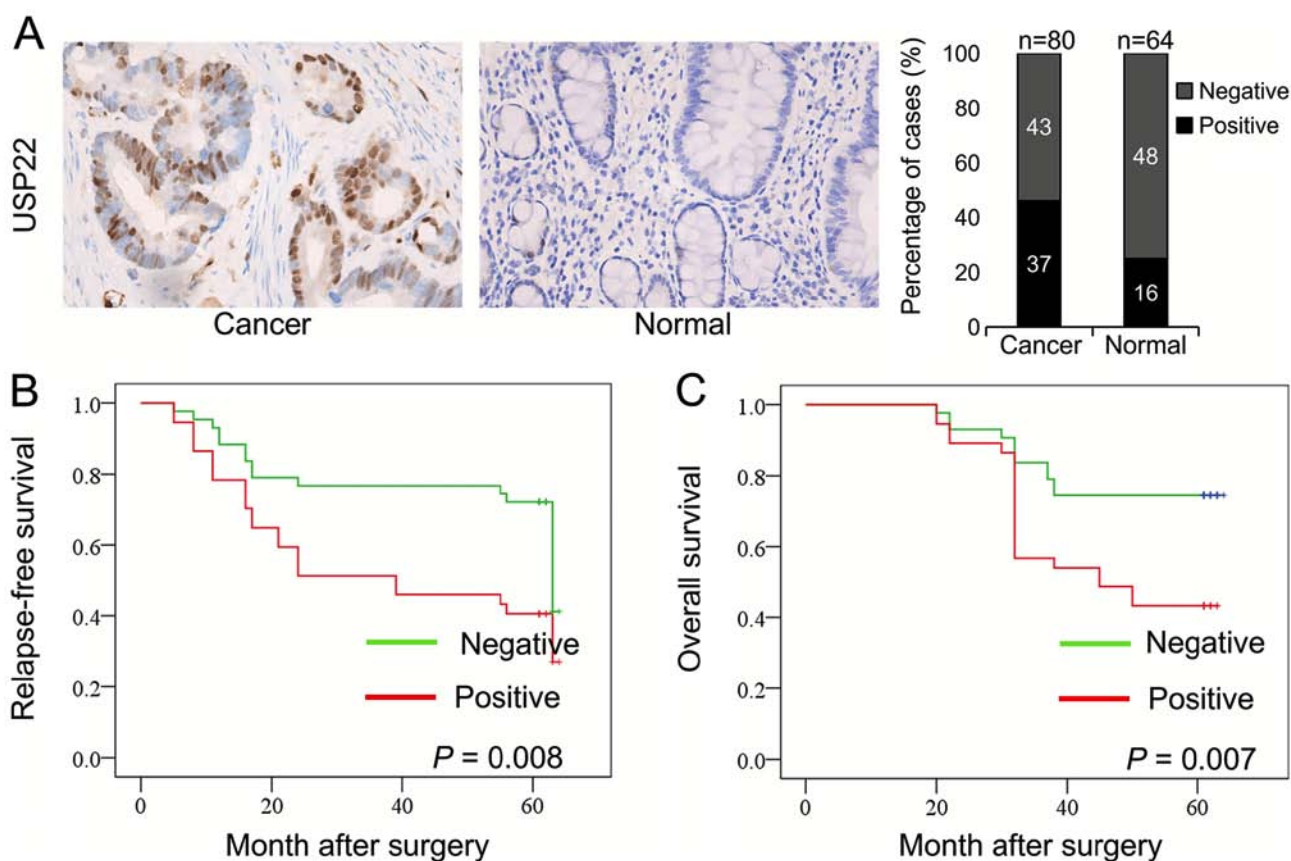 A
USP22
Cancer
Normal
Percentage of cases (%)
100
80
60
40
20
0
n=80
n=64
43
48
37
16
Cancer
Normal
Negative
Positive
B
Relapse-free survival
1.0
0.8
0.6
0.4
0.2
0.0
Negative
Positive
P = 0.008
0
20
40
60
Month after surgery
C
Overall survival
1.0
0.8
0.6
0.4
0.2
0.0
Negative
Positive
P = 0.007
0
20
40
60
Month after surgery